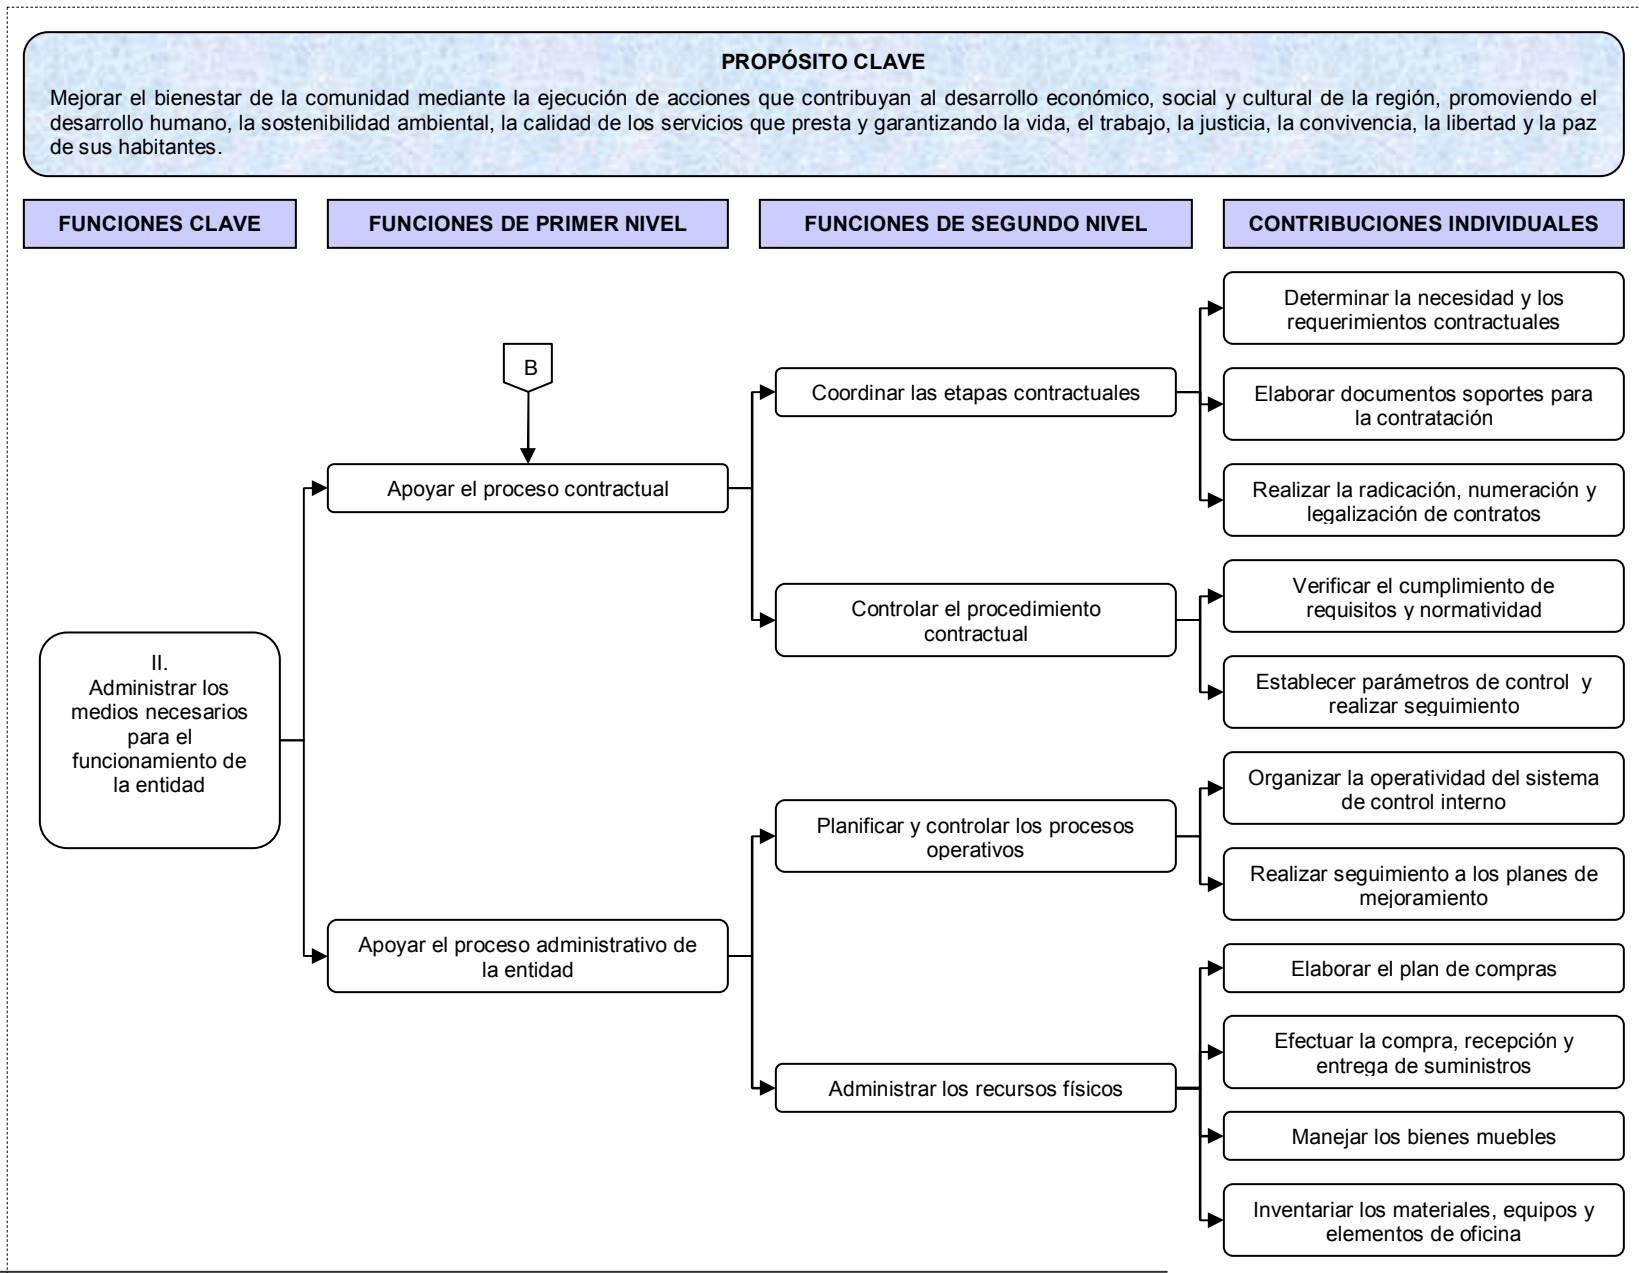 PROPÓSITO CLAVE
Mejorar el bienestar de la comunidad mediante la ejecución de acciones que contribuyan al desarrollo económico, social y cultural de la región, promoviendo el
desarrollo humano, la sostenibilidad ambiental, la calidad de los servicios que presta y garantizando la vida, el trabajo, la justicia, la convivencia, la libertad y la paz
de sus habitantes.
FUNCIONES CLAVE
FUNCIONES DE PRIMER NIVEL
FUNCIONES DE SEGUNDO NIVEL
CONTRIBUCIONES INDIVIDUALES
II.
Administrar los
medios necesarios
para el
funcionamiento de
la entidad
B
Apoyar el proceso contractual
Coordinar las etapas contractuales
Determinar la necesidad y los
requerimientos contractuales
Elaborar documentos soportes para
la contratación
Realizar la radicación, numeración y
legalización de contratos
Controlar el procedimiento
contractual
Verificar el cumplimiento de
requisitos y normatividad
Establecer parámetros de control y
realizar seguimiento
Apoyar el proceso administrativo de
la entidad
Planificar y controlar los procesos
operativos
Organizar la operatividad del sistema
de control interno
Realizar seguimiento a los planes de
mejoramiento
Administrar los recursos físicos
Elaborar el plan de compras
Efectuar la compra, recepción y
entrega de suministros
Manejar los bienes muebles
Inventariar los materiales, equipos y
elementos de oficina